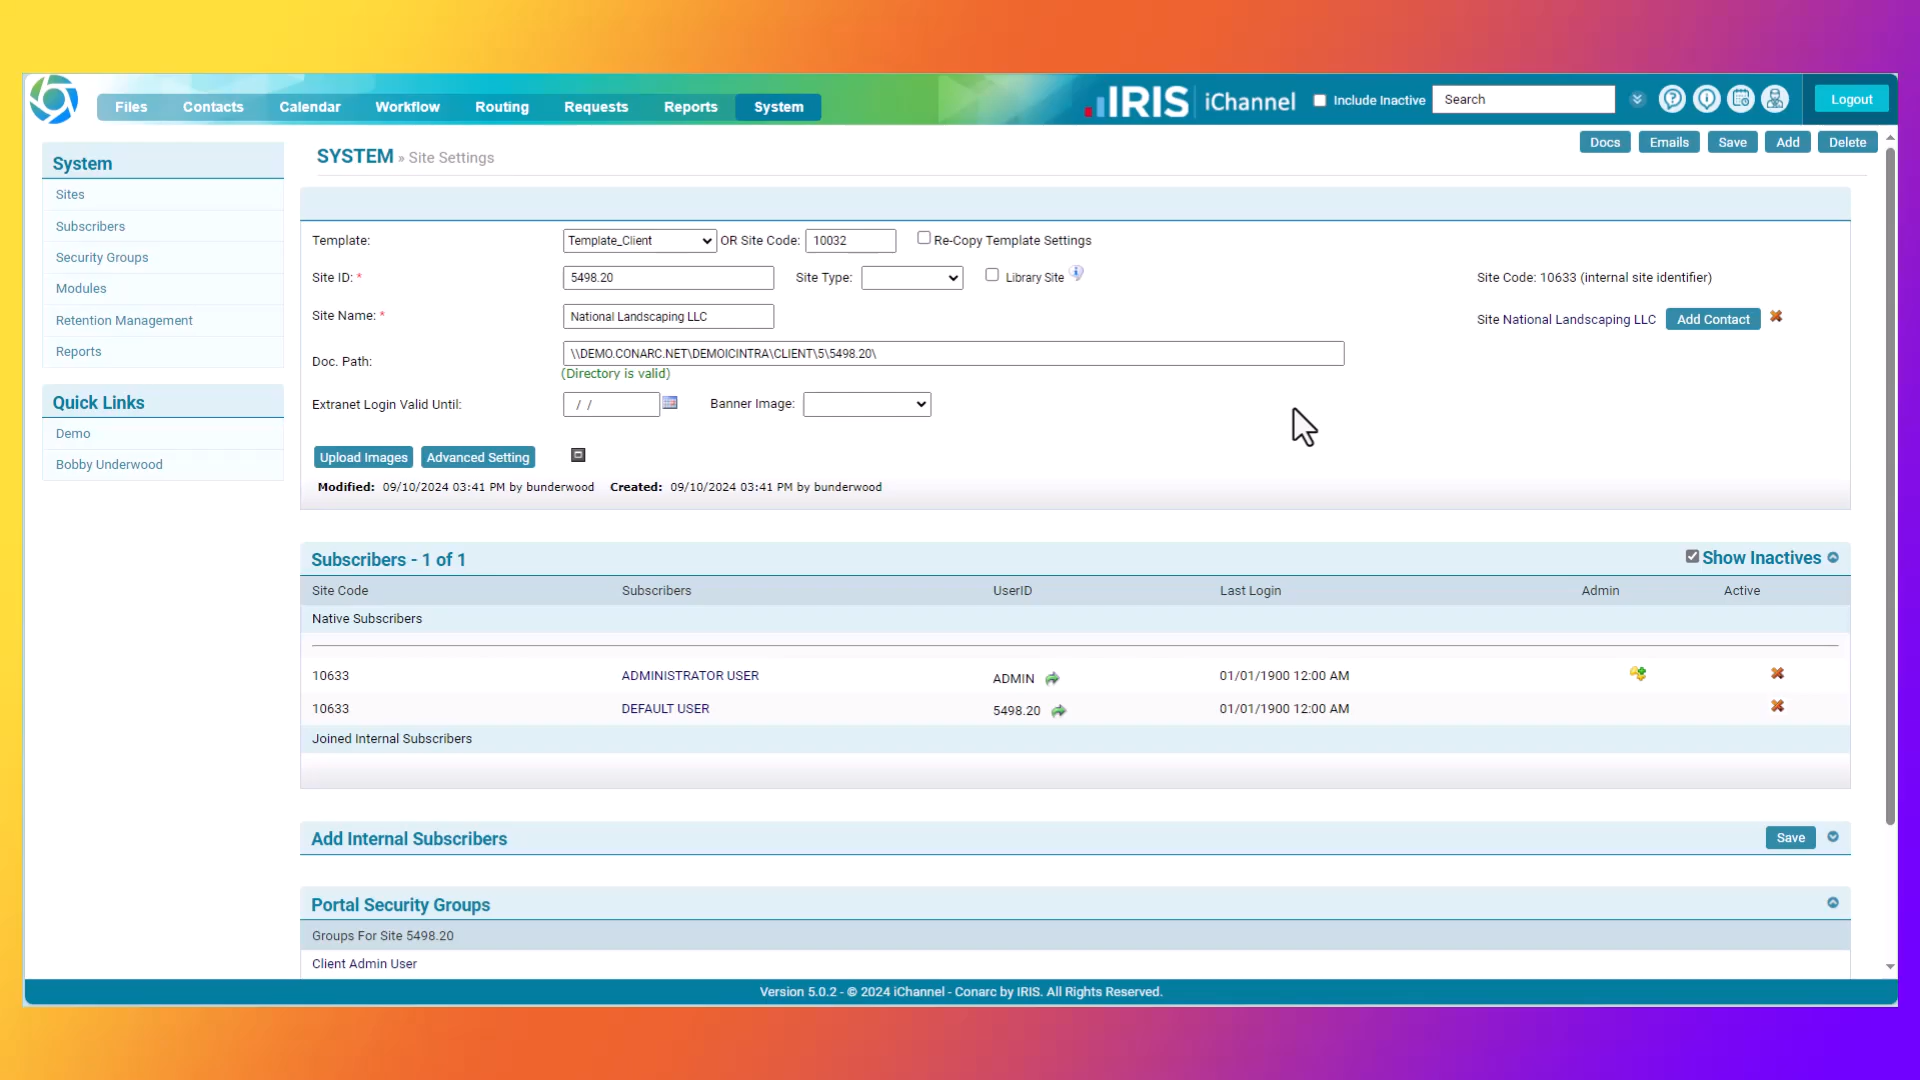 Files Contacts Calendar Workflow Routing Requests Reports System
IRIS iChannel Include Inactive Search Logout
Docs Emails Save Add Delete
System
Sites
Subscribers
Security Groups
Modules
Retention Management
Reports
Quick Links
Demo
Bobby Underwood
SYSTEM » Site Settings
Template: Template_Client OR Site Code: 10032 Re-Copy Template Settings
Site ID: * 5498.20 Site Type: Library Site Site Code: 10633 (internal site identifier)
Site Name: * National Landscaping LLC Site National Landscaping LLC Add Contact
Doc. Path: \\DEMO.CONARC.NET\DEMOICINTRA\CLIENT\5\5498.20\
(Directory is valid)
Extranet Login Valid Until: / / Banner Image:
Upload Images Advanced Setting
Modified: 09/10/2024 03:41 PM by bunderwood Created: 09/10/2024 03:41 PM by bunderwood
Subscribers - 1 of 1 Show Inactives
Site Code Subscribers UserID Last Login Admin Active
Native Subscribers
10633 ADMINISTRATOR USER ADMIN 01/01/1900 12:00 AM
10633 DEFAULT USER 5498.20 01/01/1900 12:00 AM
Joined Internal Subscribers
Add Internal Subscribers Save
Portal Security Groups
Groups For Site 5498.20
Client Admin User
Version 5.0.2 - © 2024 iChannel - Conarc by IRIS. All Rights Reserved.